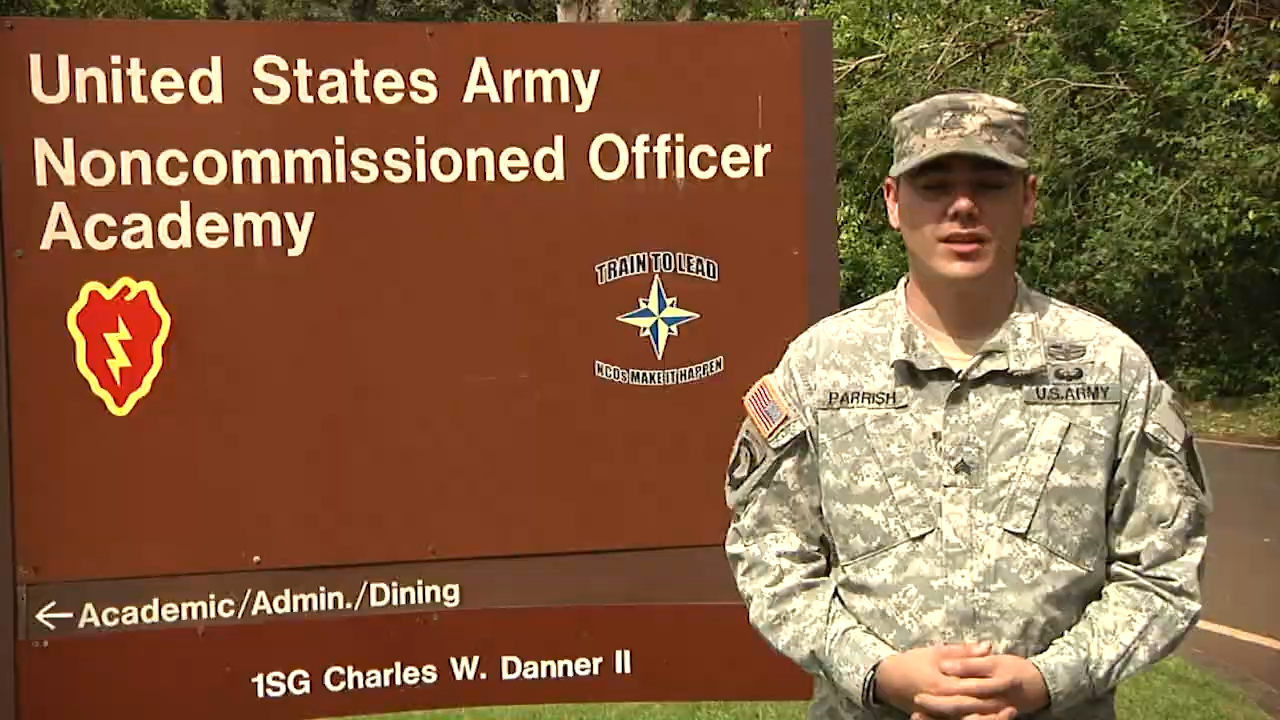 United States Army
Noncommissioned Officer
Academy
TRAIN TO LEAD
NCOs MAKE IT HAPPEN
←Academic/Admin./Dining
1SG Charles W. Danner II
PARRISH
U.S. ARMY